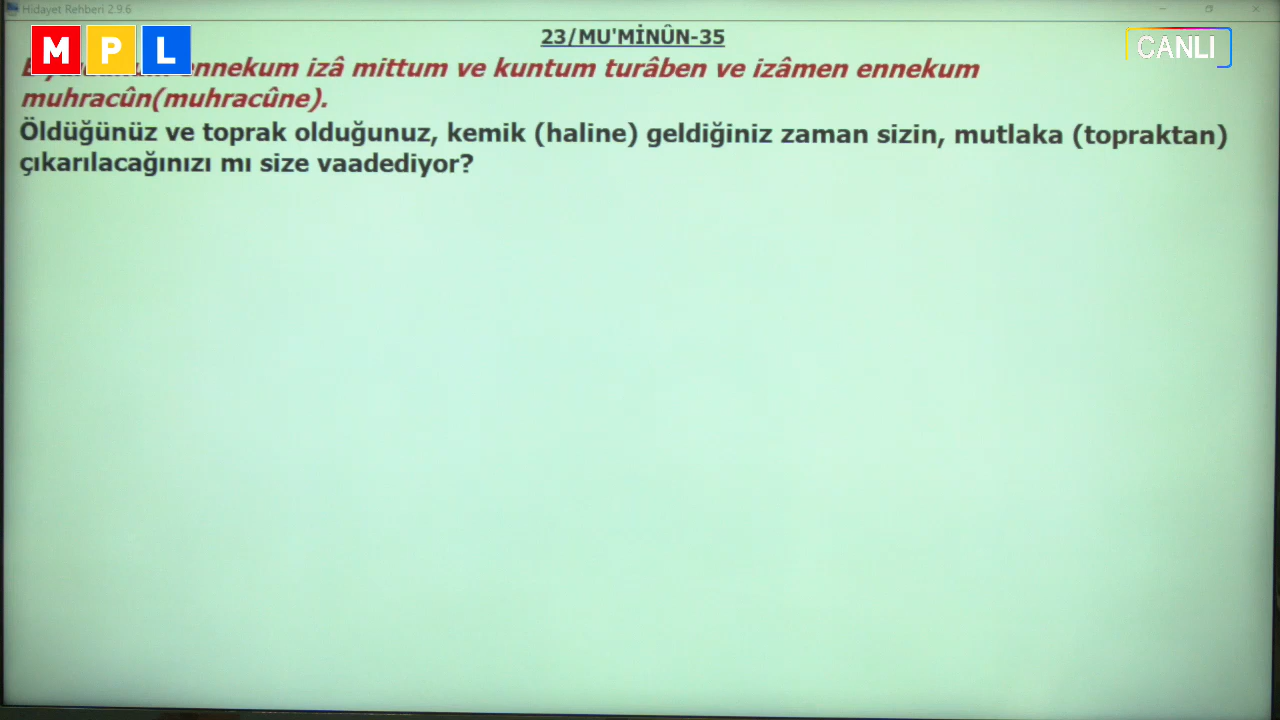 Hidayet Rehberi 2.9.6
23/MU'MİNÛN-35
M P L
CANLI
ennekum izâ mittum ve kuntum turâben ve izâmen ennekum
muhracûn(muhracûne).
Öldüğünüz ve toprak olduğunuz, kemik (haline) geldiğiniz zaman sizin, mutlaka (topraktan)
çıkarılacağınızı mı size vaadediyor?